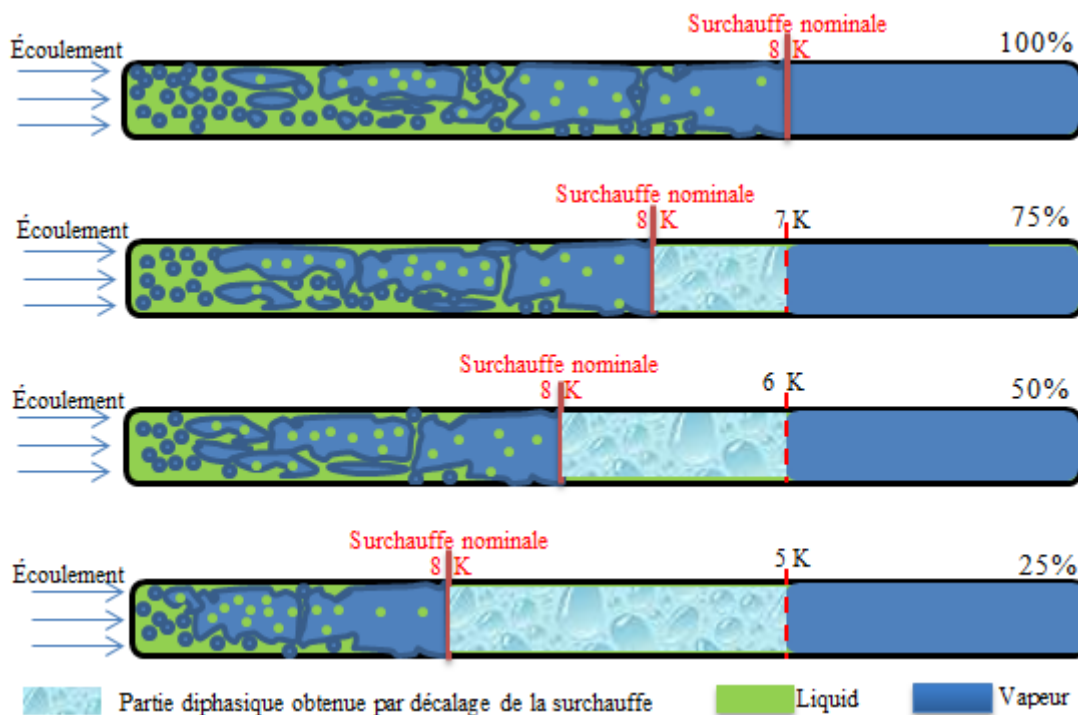 Surchauffe nominale
Écoulement
8 K
100%
Surchauffe nominale
Écoulement
8 K
7 K
75%
Surchauffe nominale
Écoulement
8 K
6 K
50%
Surchauffe nominale
Écoulement
8 K
5 K
25%
Partie diphasique obtenue par décalage de la surchauffe
Liquid
Vapeur